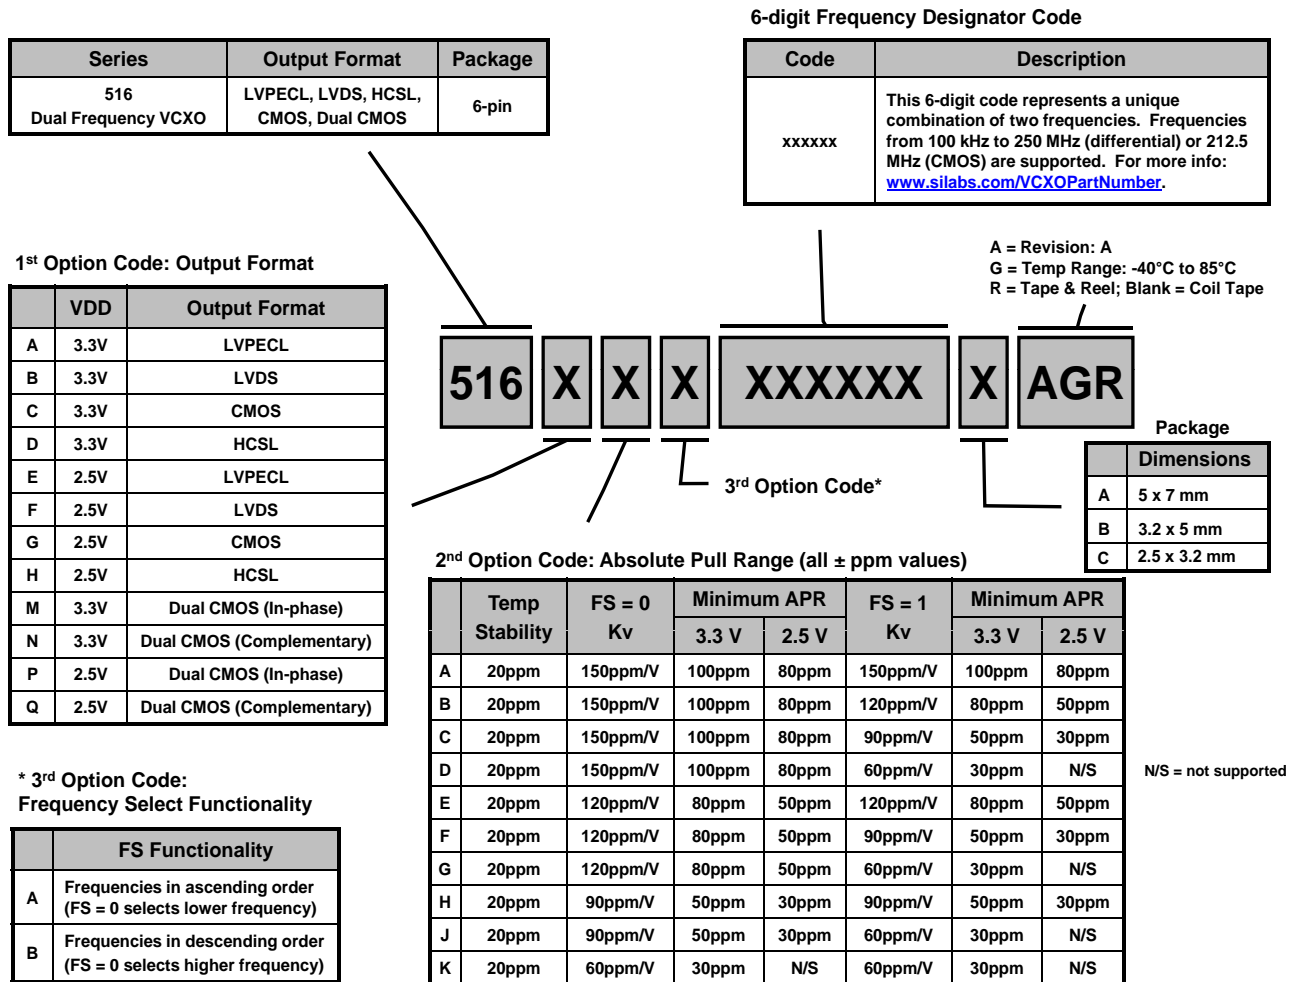 6-digit Frequency Designator Code
Series Output Format Package
516
Dual Frequency VCXO
LVPECL, LVDS, HCSL,
CMOS, Dual CMOS
6-pin
Code Description
xxxxxx
This 6-digit code represents a unique
combination of two frequencies. Frequencies
from 100 kHz to 250 MHz (differential) or 212.5
MHz (CMOS) are supported. For more info:
www.silabs.com/VCXOPartNumber.
A = Revision: A
G = Temp Range: -40°C to 85°C
R = Tape & Reel; Blank = Coil Tape
1st Option Code: Output Format
VDD Output Format
A 3.3V LVPECL
B 3.3V LVDS
C 3.3V CMOS
D 3.3V HCSL
E 2.5V LVPECL
F 2.5V LVDS
G 2.5V CMOS
H 2.5V HCSL
M 3.3V Dual CMOS (In-phase)
N 3.3V Dual CMOS (Complementary)
P 2.5V Dual CMOS (In-phase)
Q 2.5V Dual CMOS (Complementary)
516 X X X XXXXXX X AGR
3rd Option Code*
Package
Dimensions
A 5 x 7 mm
B 3.2 x 5 mm
C 2.5 x 3.2 mm
2nd Option Code: Absolute Pull Range (all ± ppm values)
Temp Stability FS = 0 Kv Minimum APR FS = 1 Kv Minimum APR
3.3 V 2.5 V 3.3 V 2.5 V
A 20ppm 150ppm/V 100ppm 80ppm 150ppm/V 100ppm 80ppm
B 20ppm 150ppm/V 100ppm 80ppm 120ppm/V 80ppm 50ppm
C 20ppm 150ppm/V 100ppm 80ppm 90ppm/V 50ppm 30ppm
D 20ppm 150ppm/V 100ppm 80ppm 60ppm/V 30ppm N/S
E 20ppm 120ppm/V 80ppm 50ppm 120ppm/V 80ppm 50ppm
F 20ppm 120ppm/V 80ppm 50ppm 90ppm/V 50ppm 30ppm
G 20ppm 120ppm/V 80ppm 50ppm 60ppm/V 30ppm N/S
H 20ppm 90ppm/V 50ppm 30ppm 90ppm/V 50ppm 30ppm
J 20ppm 90ppm/V 50ppm 30ppm 60ppm/V 30ppm N/S
K 20ppm 60ppm/V 30ppm N/S 60ppm/V 30ppm N/S
N/S = not supported
* 3rd Option Code:
Frequency Select Functionality
FS Functionality
A Frequencies in ascending order
(FS = 0 selects lower frequency)
B Frequencies in descending order
(FS = 0 selects higher frequency)